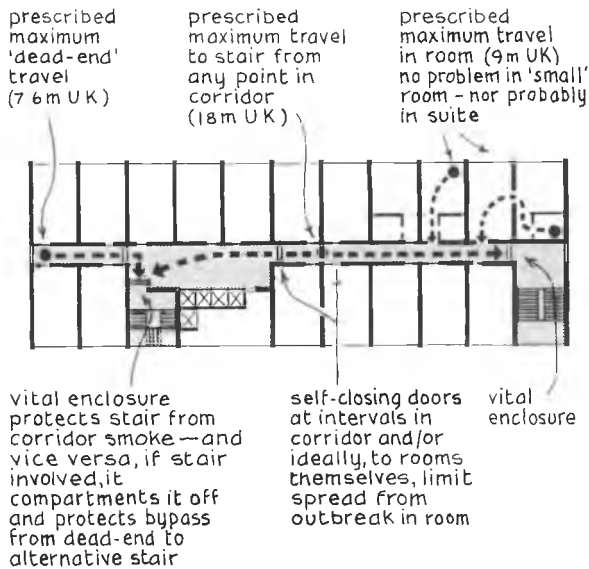 prescribed
maximum
'dead-end'
travel
(7 6m UK)
prescribed
maximum travel
to stair from
any point in
corridor
(18m UK)
prescribed
maximum travel
in room (9m UK)
no problem in 'small'
room – nor probably
in suite
vital enclosure
protects stair from
corridor smoke — and
vice versa, if stair
involved, it
compartments it off
and protects bypass
from dead-end to
alternative stair
self-closing doors
at intervals in
corridor and/or
ideally, to rooms
themselves, limit
spread from
outbreak in room
vital
enclosure